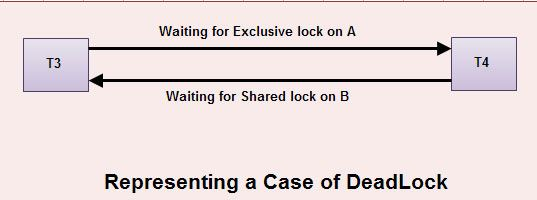 Waiting for Exclusive lock on A
T3
T4
Waiting for Shared lock on B
Representing a Case of DeadLock